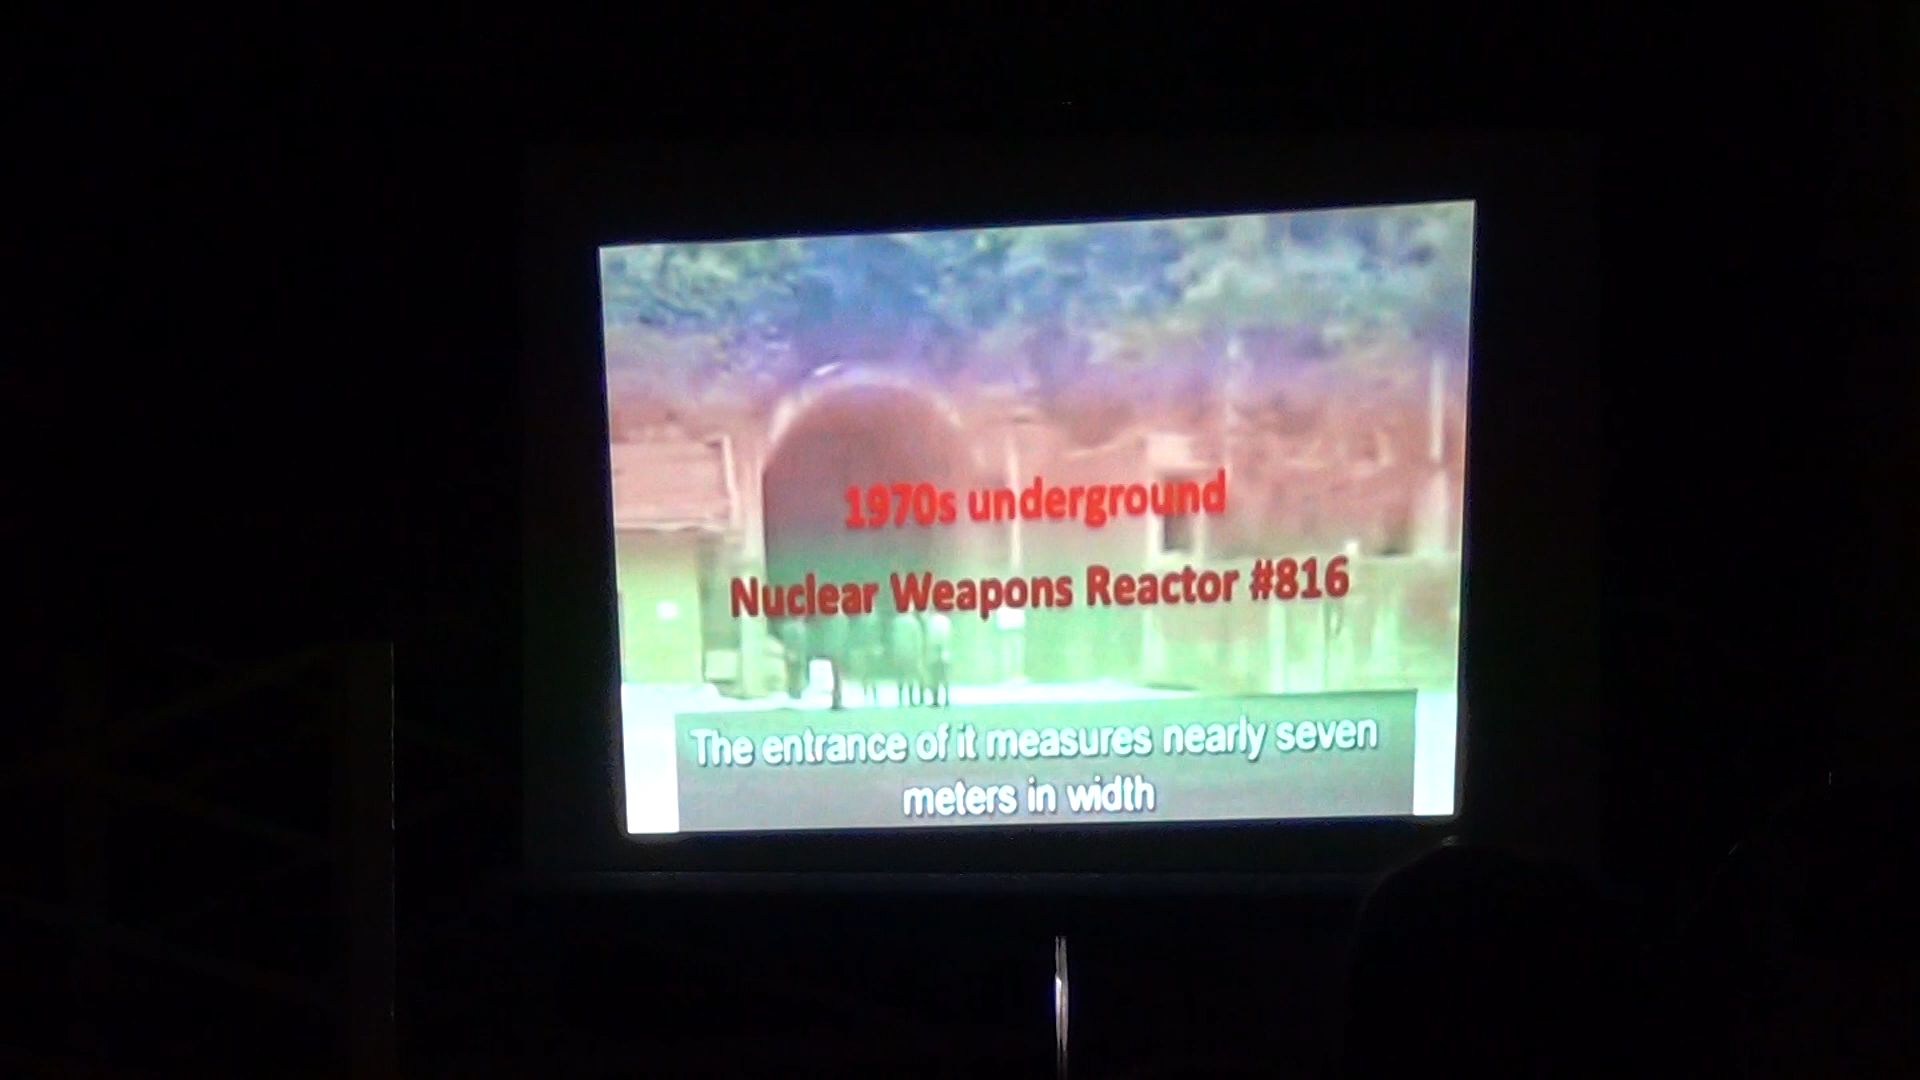 1970s underground
Nuclear Weapons Reactor #816
The entrance of it measures nearly seven
meters in width